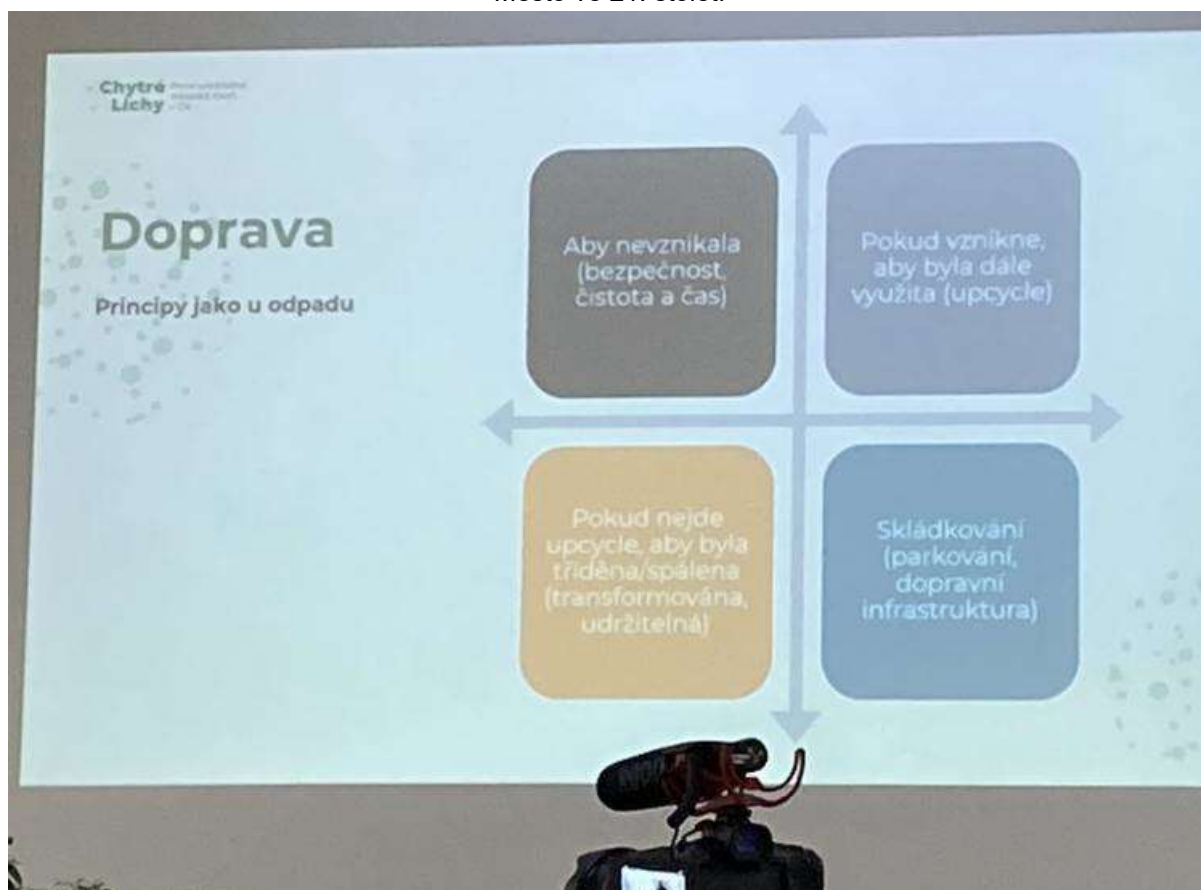 Chytré
Líchy
Doprava
Principy jako u odpadu
Aby nevznikala
(bezpečnost,
čistota a čas)
Pokud vznikne,
aby byla dále
využita (upcycle)
Pokud nejde
upcycle, aby byla
tříděna/spálena
(transformována,
udržitelná)
Skládkování
(parkování,
dopravní
infrastruktura)